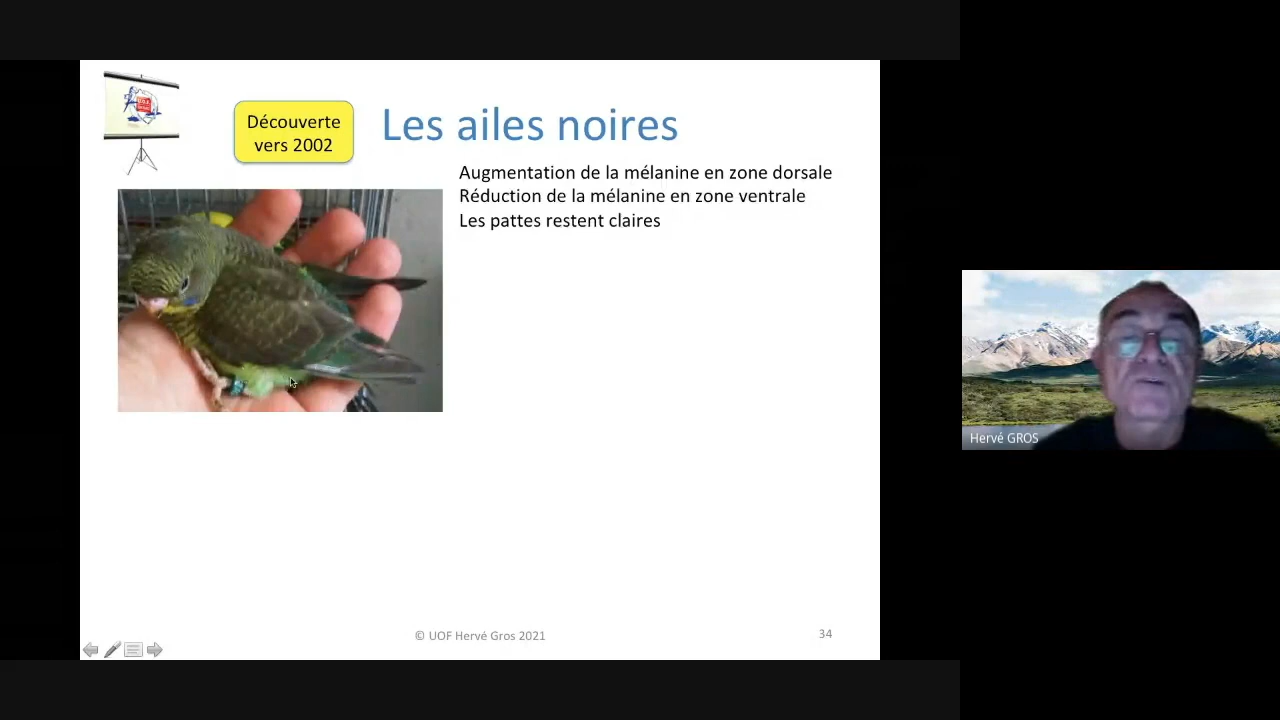 Découverte
vers 2002
Les ailes noires
Augmentation de la mélanine en zone dorsale
Réduction de la mélanine en zone ventrale
Les pattes restent claires
Hervé GROS
© UOF Hervé Gros 2021
34